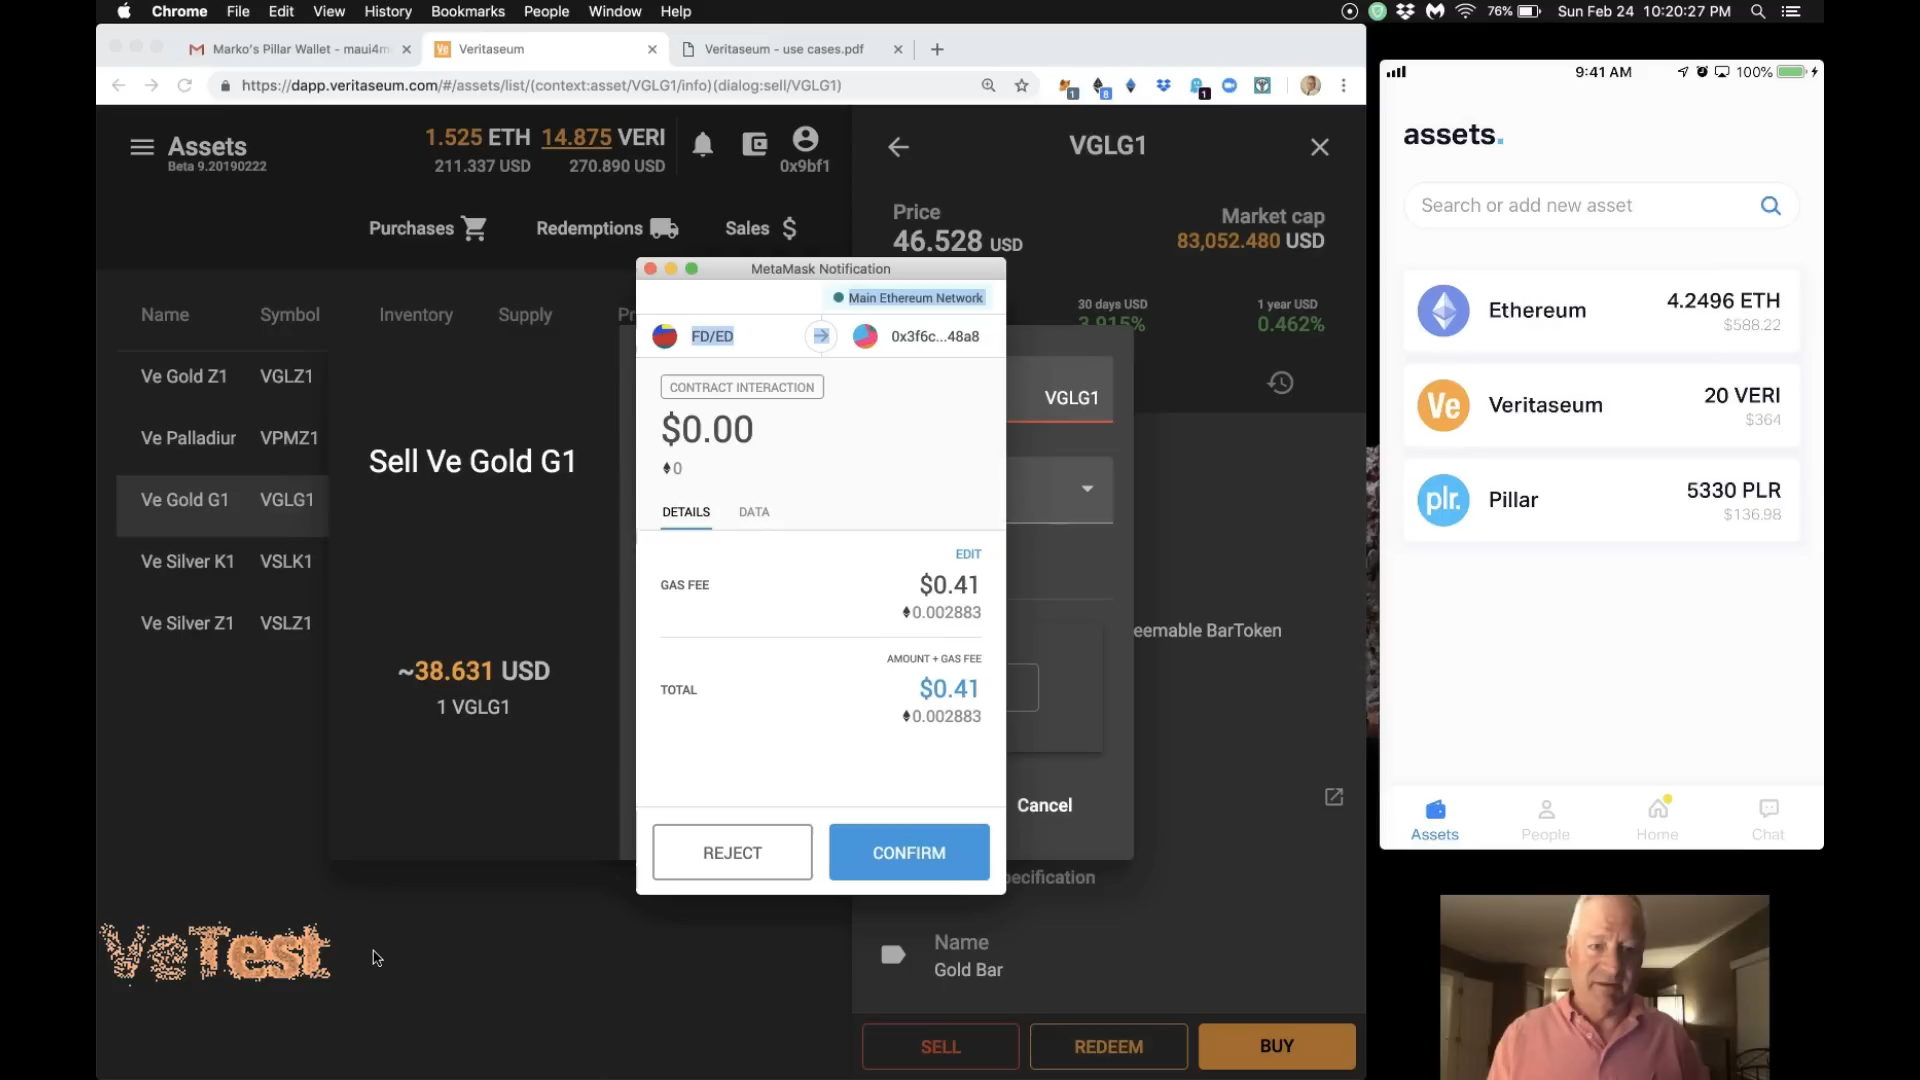 Chrome File Edit View History Bookmarks People Window Help
76% Sun Feb 24 10:20:27 PM
Marko's Pillar Wallet - maui4m
Veritaseum
Veritaseum - use cases.pdf
https://dapp.veritaseum.com/#/assets/list/(context:asset/VGLG1/info)(dialog:sell/VGLG1)
1
8
1
Assets
Beta 9.20190222
1.525 ETH 14.875 VERI
211.337 USD 270.890 USD
0x9bf1
Purchases Redemptions Sales $
Name Symbol Inventory Supply
Ve Gold Z1 VGLZ1
Ve Palladiur VPMZ1
Ve Gold G1 VGLG1
Ve Silver K1 VSLK1
Ve Silver Z1 VSLZ1
Sell Ve Gold G1
~38.631 USD
1 VGLG1
VeTest
MetaMask Notification
Main Ethereum Network
FD/ED 0x3f6c...48a8
CONTRACT INTERACTION
$0.00
0
DETAILS DATA
EDIT
GAS FEE $0.41
0.002883
AMOUNT + GAS FEE
TOTAL $0.41
0.002883
REJECT CONFIRM
VGLG1
Cancel
VGLG1
Price Market cap
46.528 USD 83,052.480 USD
30 days USD 1 year USD
3.915% 0.462%
eemable BarToken
ecification
Name
Gold Bar
SELL REDEEM BUY
9:41 AM 100%
assets.
Search or add new asset
Ethereum 4.2496 ETH
$588.22
Ve Veritaseum 20 VERI
$364
plr. Pillar 5330 PLR
$136.98
Assets People Home Chat